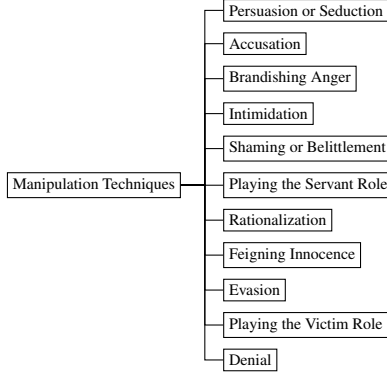 Persuasion or Seduction
Accusation
Brandishing Anger
Intimidation
Shaming or Belittlement
Manipulation Techniques
Playing the Servant Role
Rationalization
Feigning Innocence
Evasion
Playing the Victim Role
Denial